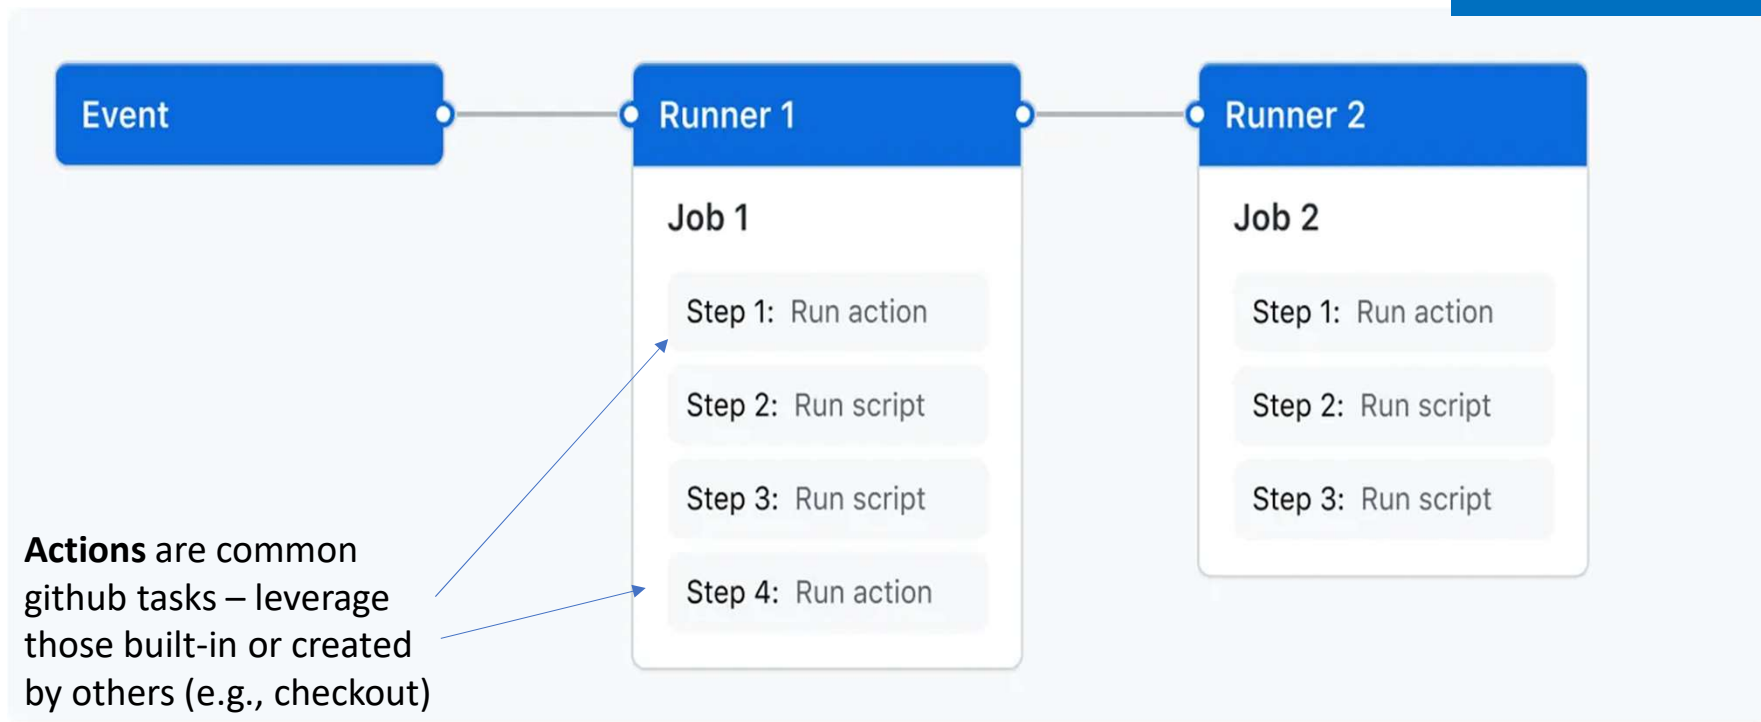 Event
Runner 1
Job 1
Step 1: Run action
Step 2: Run script
Step 3: Run script
Step 4: Run action
Runner 2
Job 2
Step 1: Run action
Step 2: Run script
Step 3: Run script
Actions are common
github tasks – leverage
those built-in or created
by others (e.g., checkout)